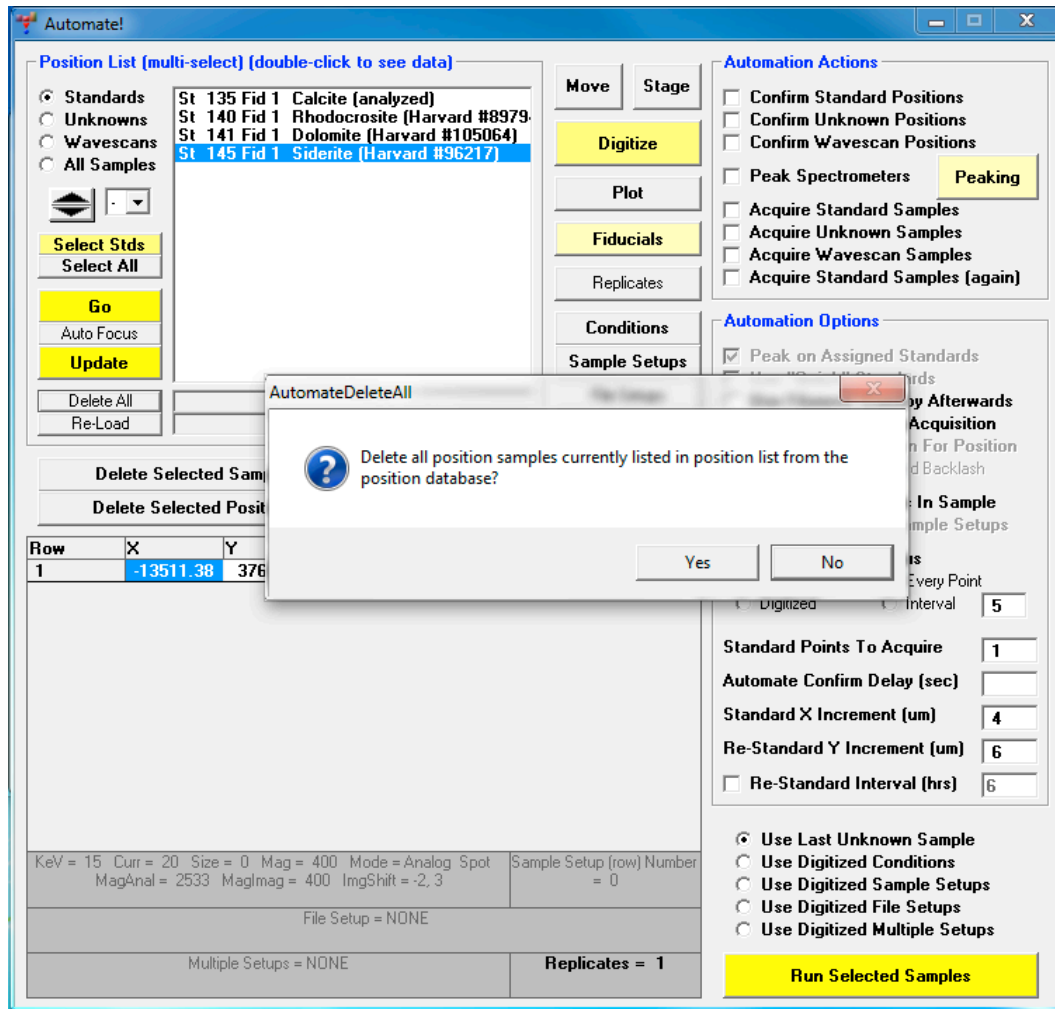 Automate!
Position List (multi-select) (double-click to see data)
Standards
Unknowns
Wavescans
All Samples
St 135 Fid 1 Calcite (analyzed)
St 140 Fid 1 Rhodocrosite (Harvard #8979-
St 141 Fid 1 Dolomite (Harvard #105064)
St 145 Fid 1 Siderite (Harvard #96217)
-
Select Stds
Select All
Go
Auto Focus
Update
Delete All
Re-Load
Move
Stage
Digitize
Plot
Fiducials
Replicates
Conditions
Sample Setups
Automation Actions
Confirm Standard Positions
Confirm Unknown Positions
Confirm Wavescan Positions
Peak Spectrometers
Peaking
Acquire Standard Samples
Acquire Unknown Samples
Acquire Wavescan Samples
Acquire Standard Samples (again)
Automation Options
Peak on Assigned Standards
by Afterwards
Acquisition
n For Position
d Backlash
In Sample
mple Setups
Every Point
Digitized
Interval
5
AutomateDeleteAll
Delete all position samples currently listed in position list from the
position database?
Yes
No
Delete Selected Sam
Delete Selected Posit
Row X Y
1 -13511.38 376
Standard Points To Acquire 1
Automate Confirm Delay (sec)
Standard X Increment (um) 4
Re-Standard Y Increment (um) 6
Re-Standard Interval (hrs) 6
KeV = 15 Curr = 20 Size = 0 Mag = 400 Mode = Analog Spot
MagAnal = 2533 MagImag = 400 ImgShift = -2, 3
Sample Setup (row) Number
= 0
File Setup = NONE
Multiple Setups = NONE
Replicates = 1
Use Last Unknown Sample
Use Digitized Conditions
Use Digitized Sample Setups
Use Digitized File Setups
Use Digitized Multiple Setups
Run Selected Samples